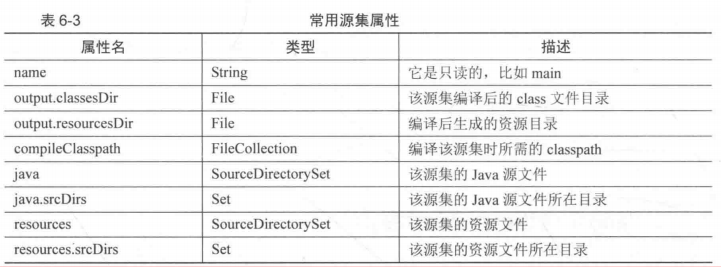 表 6-3 常用源集属性
属性名 类型 描述
name String 它是只读的，比如 main
output.classesDir File 该源集编译后的 class 文件目录
output.resourcesDir File 编译后生成的资源目录
compileClasspath FileCollection 编译该源集时所需的 classpath
java SourceDirectorySet 该源集的 Java 源文件
java.srcDirs Set 该源集的 Java 源文件所在目录
resources SourceDirectorySet 该源集的资源文件
resources.srcDirs Set 该源集的资源文件所在目录